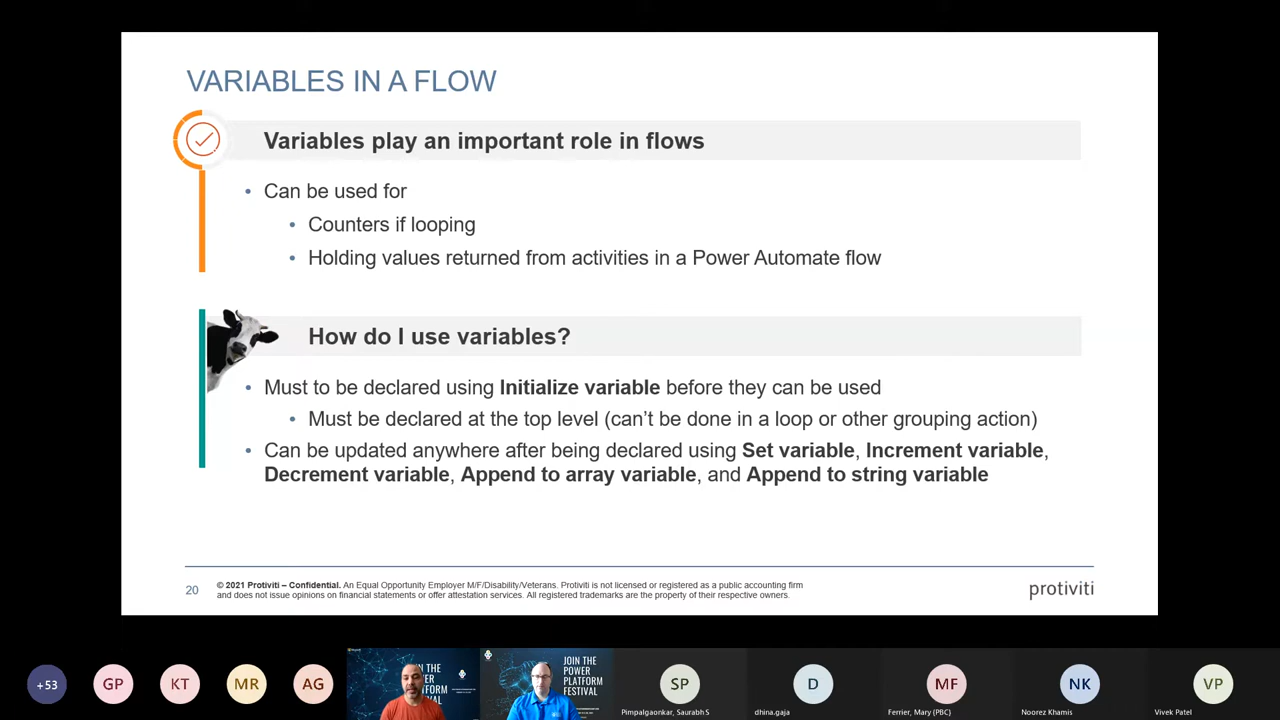 VARIABLES IN A FLOW
Variables play an important role in flows
• Can be used for
• Counters if looping
• Holding values returned from activities in a Power Automate flow
How do I use variables?
• Must to be declared using Initialize variable before they can be used
• Must be declared at the top level (can't be done in a loop or other grouping action)
• Can be updated anywhere after being declared using Set variable, Increment variable,
Decrement variable, Append to array variable, and Append to string variable
20
© 2021 Protiviti – Confidential. An Equal Opportunity Employer M/F/Disability/Veterans. Protiviti is not licensed or registered as a public accounting firm
and does not issue opinions on financial statements or offer attestation services. All registered trademarks are the property of their respective owners.
protiviti
+53
GP
KT
MR
AG
IN THE
POWER
PLATFORM
FESTIVAL
JOIN THE
POWER
PLATFORM
FESTIVAL
SP
Pimpalgaonkar, Saurabh S
D
dhina.gaja
MF
Ferrier, Mary (PBC)
NK
Noorez Khamis
VP
Vivek Patel